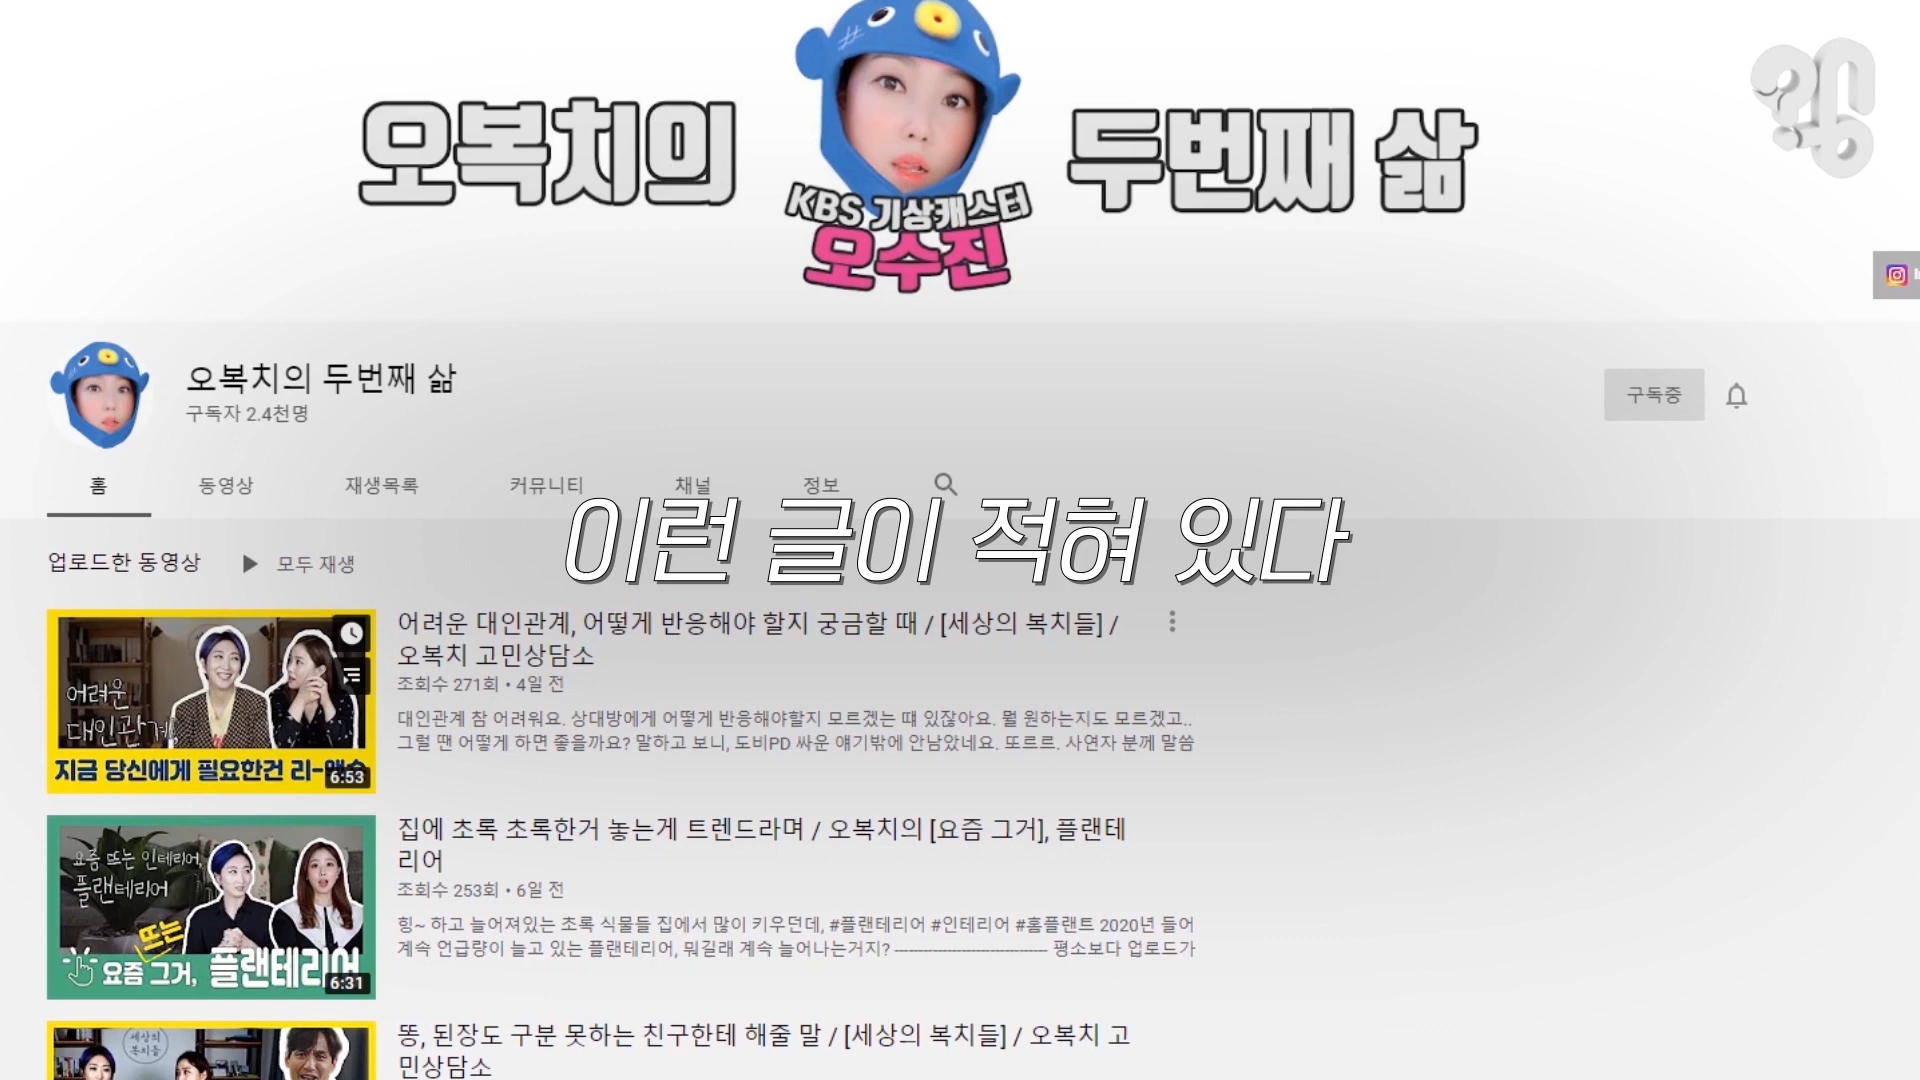 오복치의
두번째 삶
KBS 기상캐스터
오수진
오복치의 두번째 삶
구독자 2.4천명
구독중
홈
동영상
재생목록
커뮤니티
채널
정보
이런 글이 적혀 있다
업로드한 동영상
모두 재생
어려운
대인관계
지금 당신에게 필요한건
6:53
어려운 대인관계, 어떻게 반응해야 할지 궁금할 때 / [세상의 복치들] /
오복치 고민상담소
조회수 271회 • 4일 전
대인관계 참 어려워요. 상대방에게 어떻게 반응해야할지 모르겠는 떄 있잖아요. 뭘 원하는지도 모르겠고..
그럴 땐 어떻게 하면 좋을까요? 말하고 보니, 도비PD 싸운 얘기밖에 안남았네요. 또르르. 사연자 분께 말씀
요즘 뜨는 인테리어,
플랜테리어
뜨는
요즘 그거, 플랜테리어
6:31
집에 초록 초록한거 놓는게 트렌드라며 / 오복치의 [요즘 그거], 플랜테
리어
조회수 253회 • 6일 전
힝~ 하고 늘어져있는 초록 식물들 집에서 많이 키우던데, #플랜테리어 #인테리어 #홈플랜트 2020년 들어
계속 언급량이 늘고 있는 플랜테리어, 뭐길래 계속 늘어나는거지? ------------------------------ 평소보다 업로드가
세상의
복치들
똥, 된장도 구분 못하는 친구한테 해줄 말 / [세상의 복치들] / 오복치 고
민상담소